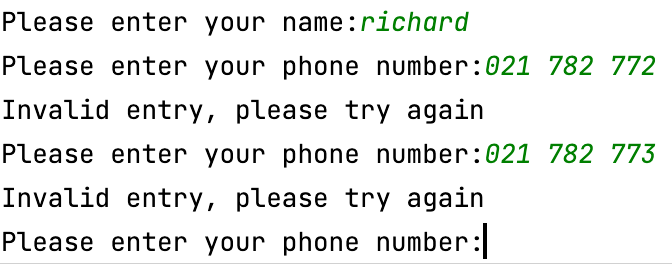 Please enter your name:richard
Please enter your phone number:021 782 772
Invalid entry, please try again
Please enter your phone number:021 782 773
Invalid entry, please try again
Please enter your phone number: